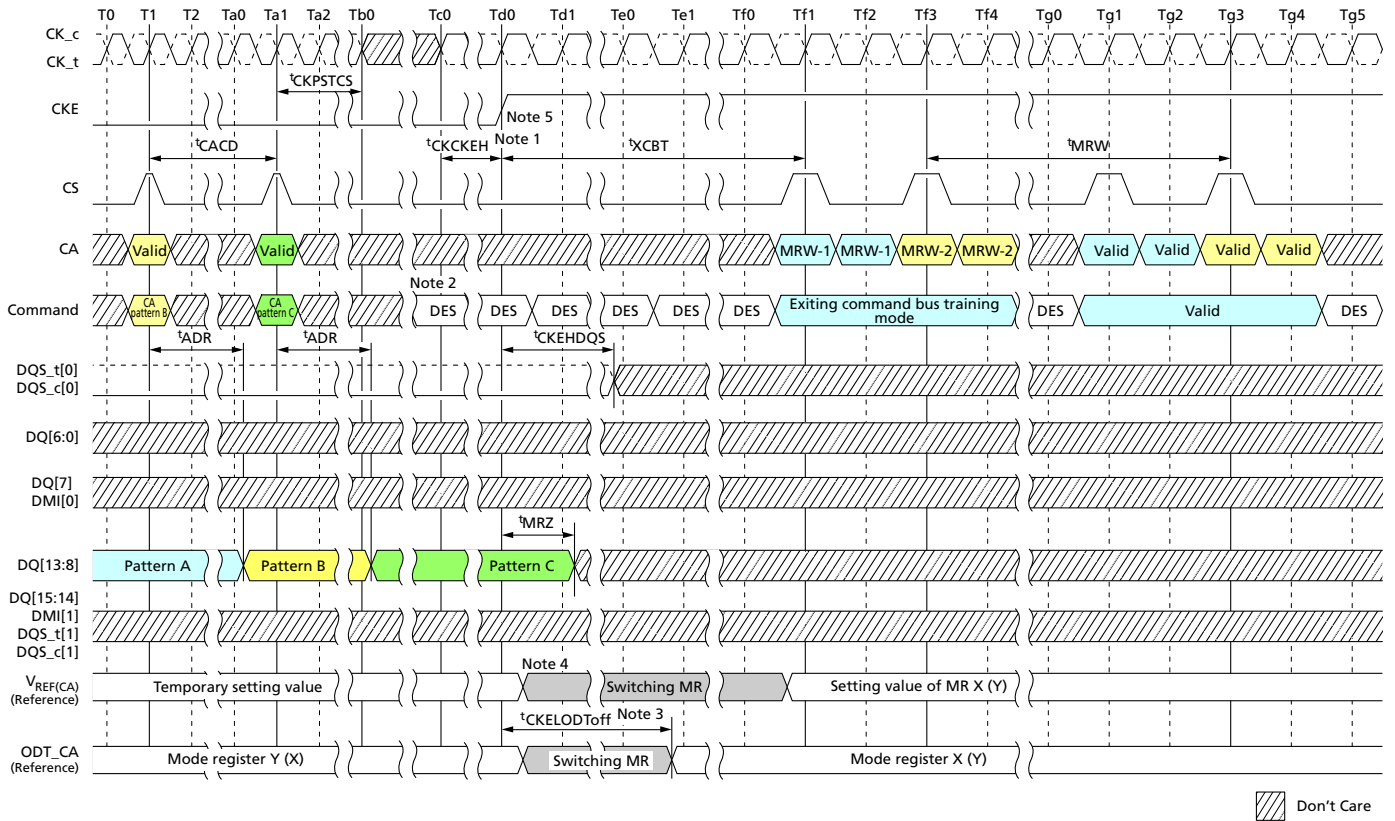 T0 T1 T2 Ta0 Ta1 Ta2 Tb0 Tc0 Td0 Td1 Te0 Te1 Tf0 Tf1 Tf2 Tf3 Tf4 Tg0 Tg1 Tg2 Tg3 Tg4 Tg5
CK_c
CK_t
tCKPSTCS
CKE
Note 5
Note 1
tCACD
tCKCKEH
tXCBT
tMRW
CS
CA
Valid Valid MRW-1 MRW-1 MRW-2 MRW-2 Valid Valid Valid Valid
Note 2
Command
CA
pattern B
CA
pattern C
DES DES DES DES DES DES
Exiting command bus training
mode
DES Valid DES
tADR tADR tCKEHDQS
DQS_t[0]
DQS_c[0]
DQ[6:0]
DQ[7]
DMI[0]
tMRZ
DQ[13:8]
Pattern A Pattern B Pattern C
DQ[15:14]
DMI[1]
DQS_t[1]
DQS_c[1]
Note 4
VREF(CA)
(Reference)
Temporary setting value Switching MR Setting value of MR X (Y)
tCKELODToff Note 3
ODT_CA
(Reference)
Mode register Y (X) Switching MR Mode register X (Y)
Don't Care